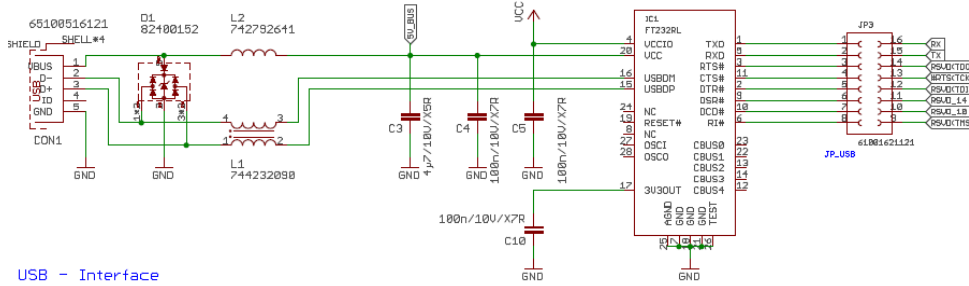 65100516121
SHIELD
SHELL*4
VBUS
D-
D+
ID
GND
USB
1
2
3
4
5
CON1
GND
D1
82400152
1*2
3*2
GND
L2
742792641
4
3
1
2
L1
744232090
5V_BUS
C3
4µ7/10V/X5R
GND
C4
100n/10V/X7R
GND
VCC
C5
100n/10V/X7R
GND
100n/10V/X7R
C10
GND
IC1
FT232RL
4 VCCIO
20 VCC
16 USBDM
15 USBDP
24 NC
19 RESET#
8 NC
27 OSCI
28 OSCO
17 3V3OUT
TXD 1
RXD 5
RTS# 3
CTS# 11
DTR# 2
DSR# 9
DCD# 10
RI# 6
CBUS0 23
CBUS1 22
CBUS2 13
CBUS3 14
CBUS4 12
AGND
GND
GND
GND
TEST
25
26
GND
JP3
1 16 RX
2 15 TX
3 14
4 13
5 12
6 11 RSVD_14
7 10
8 9
61001621121
JP_USB
USB - Interface